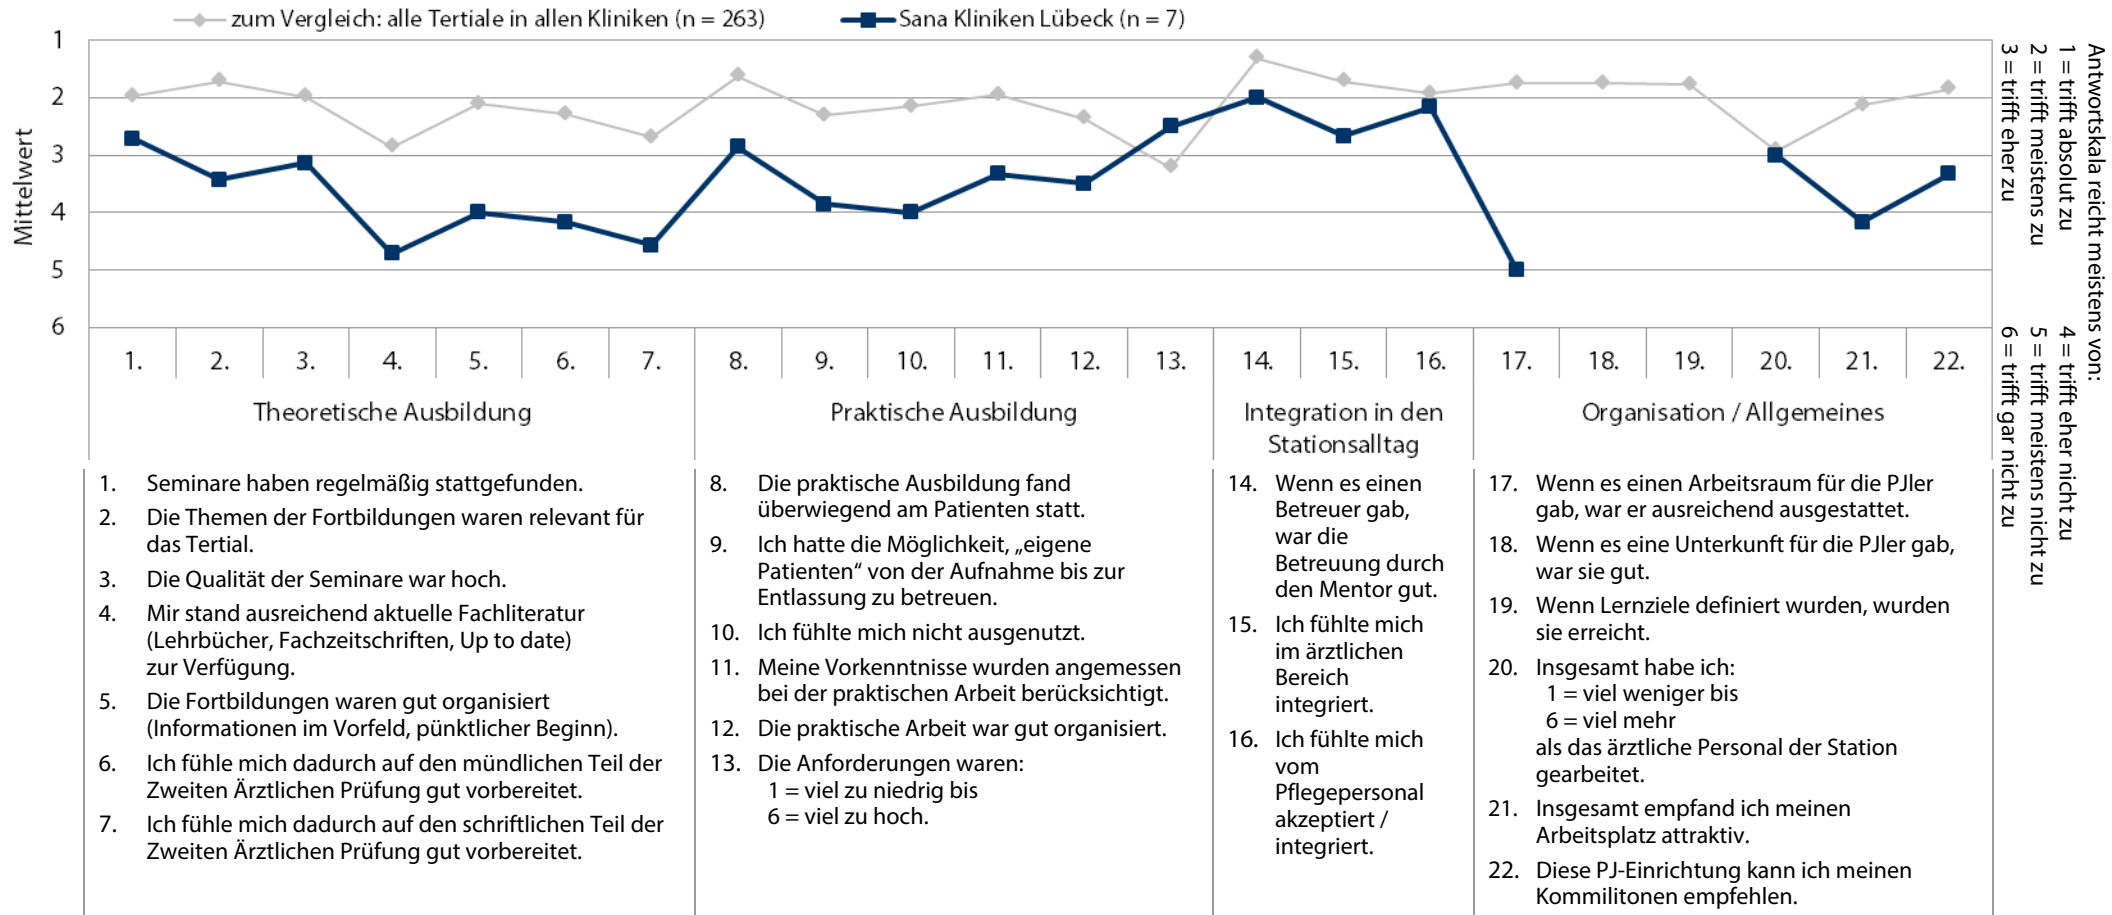 zum Vergleich: alle Tertiale in allen Kliniken (n = 263)
Sana Kliniken Lübeck (n = 7)
Mittelwert
1
2
3
4
5
6
1.
2.
3.
4.
5.
6.
7.
8.
9.
10.
11.
12.
13.
14.
15.
16.
17.
18.
19.
20.
21.
22.
Theoretische Ausbildung
Praktische Ausbildung
Integration in den
Stationsalltag
Organisation / Allgemeines
Antwortskala reicht meistens von:
1 = trifft absolut zu
2 = trifft meistens zu
3 = trifft eher zu
4 = trifft eher nicht zu
5 = trifft meistens nicht zu
6 = trifft gar nicht zu
1. Seminare haben regelmäßig stattgefunden.
2. Die Themen der Fortbildungen waren relevant für
das Tertial.
3. Die Qualität der Seminare war hoch.
4. Mir stand ausreichend aktuelle Fachliteratur
(Lehrbücher, Fachzeitschriften, Up to date)
zur Verfügung.
5. Die Fortbildungen waren gut organisiert
(Informationen im Vorfeld, pünktlicher Beginn).
6. Ich fühle mich dadurch auf den mündlichen Teil der
Zweiten Ärztlichen Prüfung gut vorbereitet.
7. Ich fühle mich dadurch auf den schriftlichen Teil der
Zweiten Ärztlichen Prüfung gut vorbereitet.
8. Die praktische Ausbildung fand
überwiegend am Patienten statt.
9. Ich hatte die Möglichkeit, „eigene
Patienten“ von der Aufnahme bis zur
Entlassung zu betreuen.
10. Ich fühlte mich nicht ausgenutzt.
11. Meine Vorkenntnisse wurden angemessen
bei der praktischen Arbeit berücksichtigt.
12. Die praktische Arbeit war gut organisiert.
13. Die Anforderungen waren:
1 = viel zu niedrig bis
6 = viel zu hoch.
14. Wenn es einen
Betreuer gab,
war die
Betreuung durch
den Mentor gut.
15. Ich fühlte mich
im ärztlichen
Bereich
integriert.
16. Ich fühlte mich
vom
Pflegepersonal
akzeptiert /
integriert.
17. Wenn es einen Arbeitsraum für die PJler
gab, war er ausreichend ausgestattet.
18. Wenn es eine Unterkunft für die PJler gab,
war sie gut.
19. Wenn Lernziele definiert wurden, wurden
sie erreicht.
20. Insgesamt habe ich:
1 = viel weniger bis
6 = viel mehr
als das ärztliche Personal der Station
gearbeitet.
21. Insgesamt empfand ich meinen
Arbeitsplatz attraktiv.
22. Diese PJ-Einrichtung kann ich meinen
Kommilitonen empfehlen.